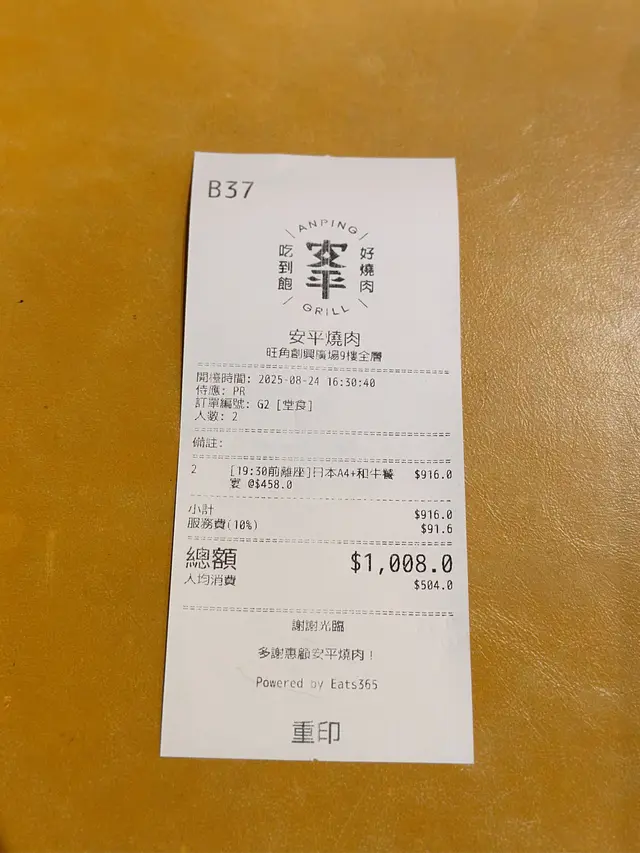 B37
ANPING
吃到飽
安平
好燒肉
GRILL
安平燒肉
旺角創興廣場9樓全層
開檯時間: 2025-08-24 16:30:40
侍應: PR
訂單編號: G2 [堂食]
人數: 2
備註:
2 [19:30前離座]日本A4+和牛餐 $916.0
宴 @$458.0
小計 $916.0
服務費(10%) $91.6
總額 $1,008.0
人均消費 $504.0
謝謝光臨
多謝惠顧安平燒肉！
Powered by Eats365
重印